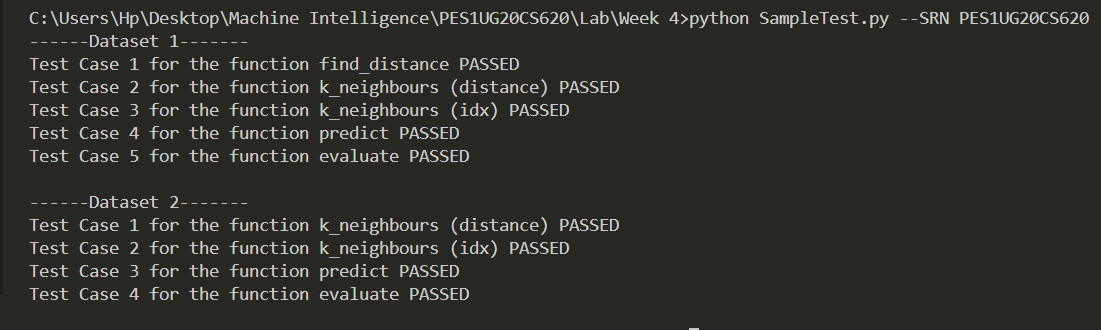 C:\Users\Hp\Desktop\Machine Intelligence\PES1UG20CS620\Lab\Week 4>python SampleTest.py --SRN PES1UG20CS620
------Dataset 1-------
Test Case 1 for the function find_distance PASSED
Test Case 2 for the function k_neighbours (distance) PASSED
Test Case 3 for the function k_neighbours (idx) PASSED
Test Case 4 for the function predict PASSED
Test Case 5 for the function evaluate PASSED
------Dataset 2-------
Test Case 1 for the function k_neighbours (distance) PASSED
Test Case 2 for the function k_neighbours (idx) PASSED
Test Case 3 for the function predict PASSED
Test Case 4 for the function evaluate PASSED